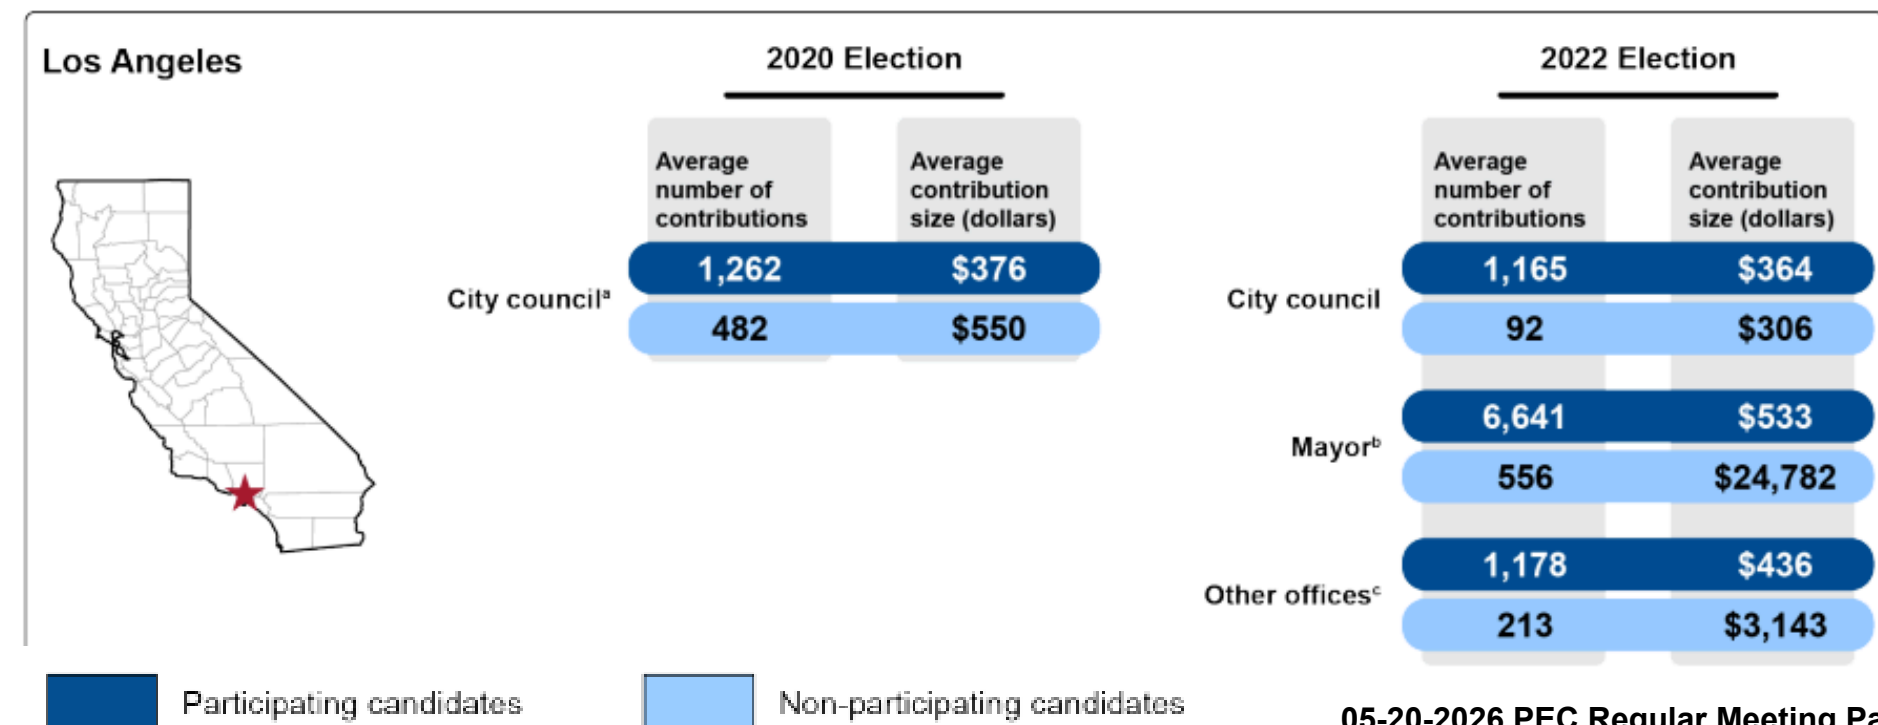 Los Angeles
2020 Election
Average number of contributions
Average contribution size (dollars)
City councilᵃ
1,262 $376
482 $550
2022 Election
Average number of contributions
Average contribution size (dollars)
City council
1,165 $364
92 $306
Mayorᵇ
6,641 $533
556 $24,782
Other officesᶜ
1,178 $436
213 $3,143
Participating candidates
Non-participating candidates
05-20-2026 PEC Regular Meeting